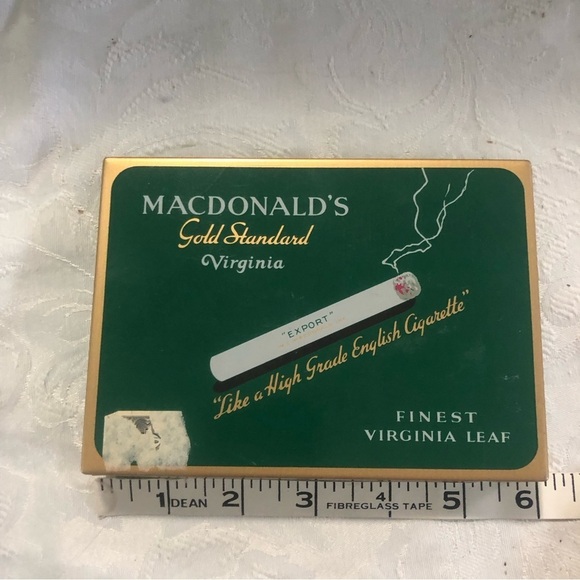 MACDONALD'S
Gold Standard
Virginia
"EXPORT"
"Like a High Grade English Cigarette"
FINEST
VIRGINIA LEAF
1 DEAN 2 3 4 5 6
FIBREGLASS TAPE